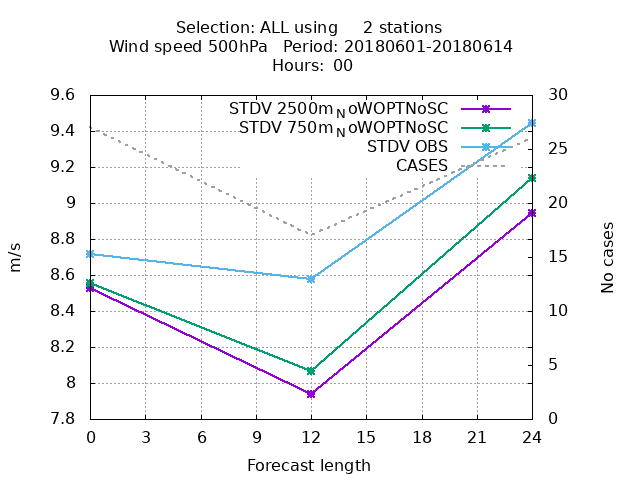 Selection: ALL using 2 stations
Wind speed 500hPa Period: 20180601-20180614
Hours: 00
STDV 2500m_NoWOPTNoSC
STDV 750m_NoWOPTNoSC
STDV OBS
CASES
9.6
9.4
9.2
9
8.8
8.6
8.4
8.2
8
7.8
m/s
30
25
20
15
10
5
0
No cases
0 3 6 9 12 15 18 21 24
Forecast length